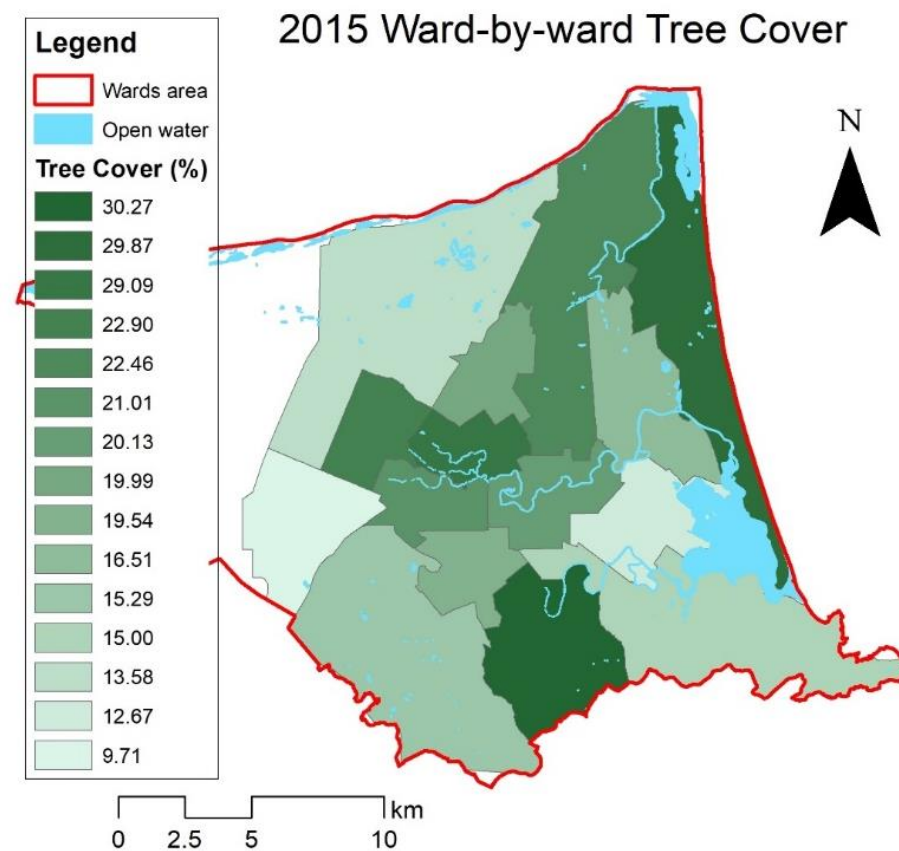 2015 Ward-by-ward Tree Cover
Legend
Wards area
Open water
Tree Cover (%)
30.27
29.87
29.09
22.90
22.46
21.01
20.13
19.99
19.54
16.51
15.29
15.00
13.58
12.67
9.71
N
km
0 2.5 5 10